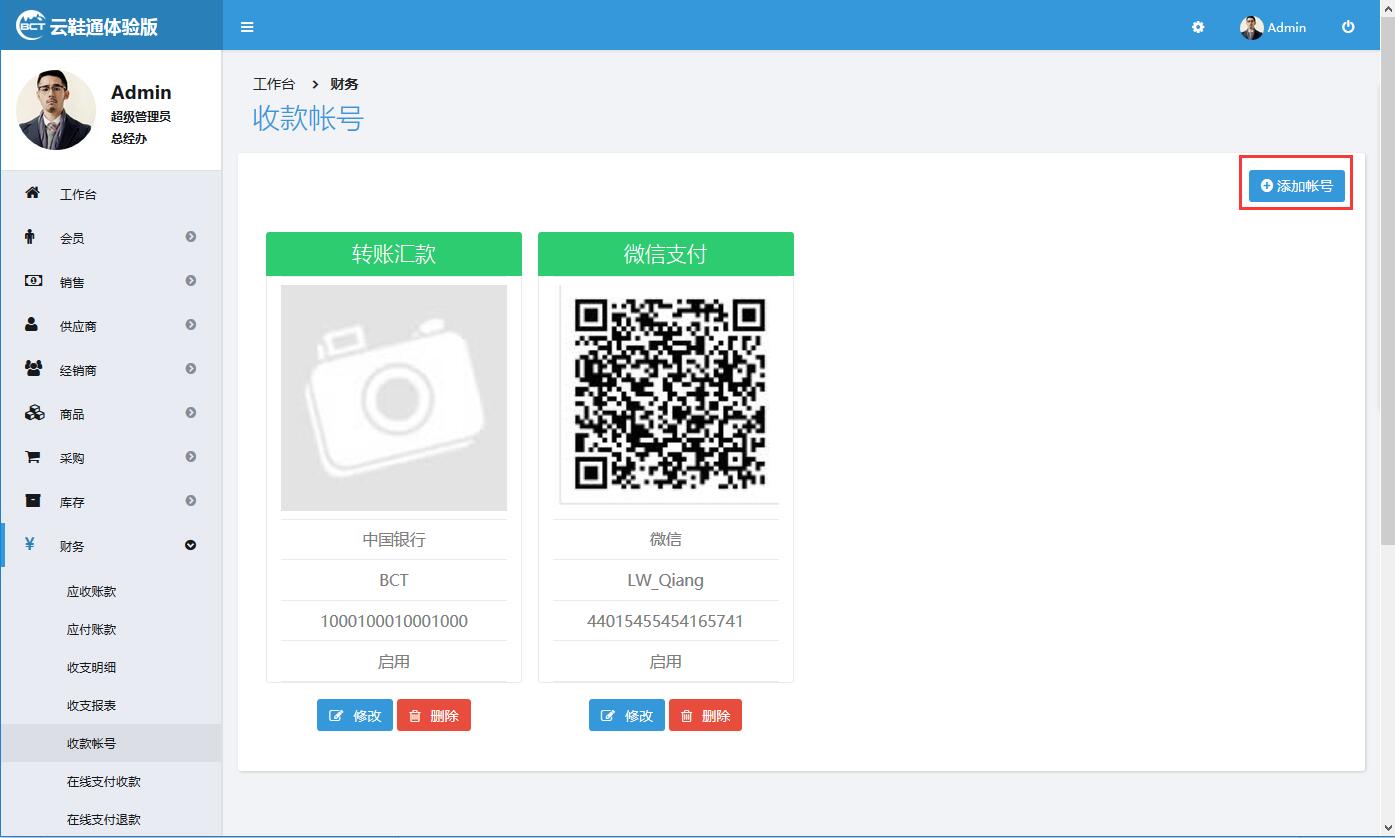 BCT 云鞋通体验版
Admin
Admin
超级管理员
总经办
工作台
会员
销售
供应商
经销商
商品
采购
库存
¥ 财务
应收账款
应付账款
收支明细
收支报表
收款帐号
在线支付收款
在线支付退款
工作台 > 财务
收款帐号
添加帐号
转账汇款
中国银行
BCT
1000100010001000
启用
修改 删除
微信支付
微信
LW_Qiang
44015455454165741
启用
修改 删除